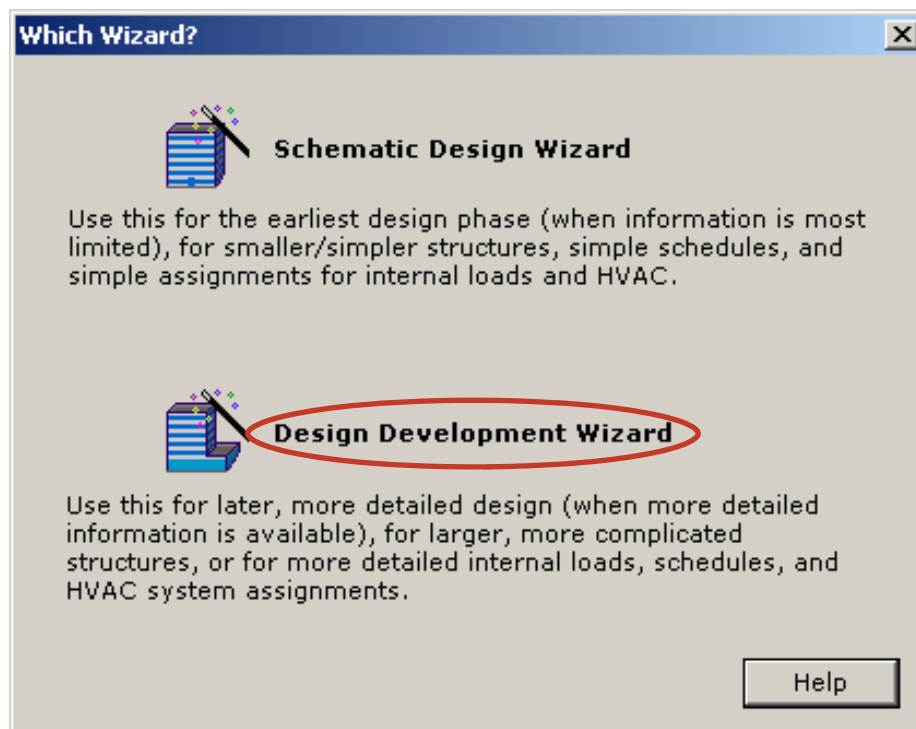 Which Wizard?
Schematic Design Wizard
Use this for the earliest design phase (when information is most
limited), for smaller/simpler structures, simple schedules, and
simple assignments for internal loads and HVAC.
Design Development Wizard
Use this for later, more detailed design (when more detailed
information is available), for larger, more complicated
structures, or for more detailed internal loads, schedules, and
HVAC system assignments.
Help